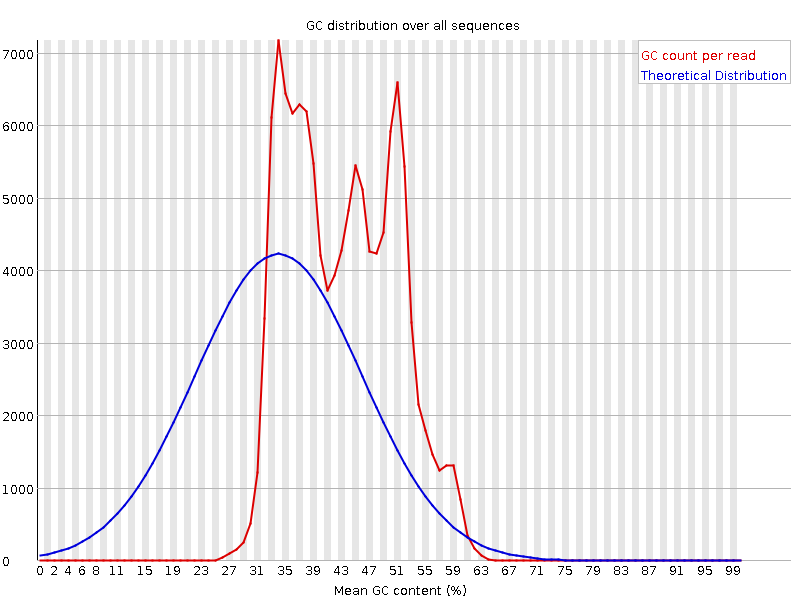 GC distribution over all sequences
GC count per read
Theoretical Distribution
7000
6000
5000
4000
3000
2000
1000
0
0 2 4 6 8 11 15 19 23 27 31 35 39 43 47 51 55 59 63 67 71 75 79 83 87 91 95 99
Mean GC content (%)